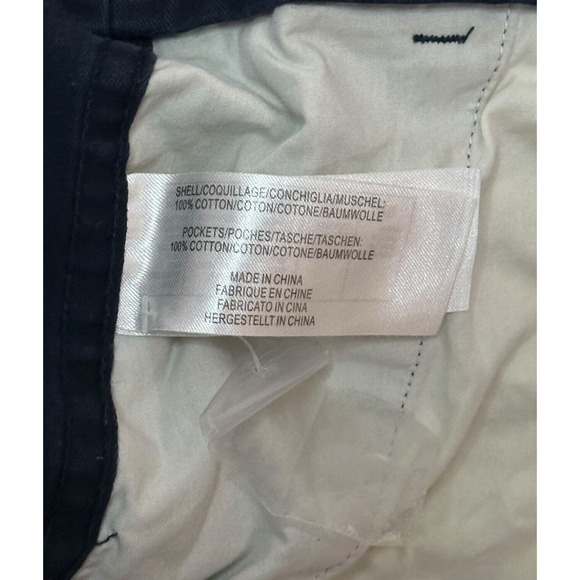 SHELL/COQUILLAGE/CONCHIGLIA/MUSCHEL:
100% COTTON/COTON/COTONE/BAUMWOLLE
POCKETS/POCHES/TASCHE/TASCHEN:
100% COTTON/COTON/COTONE/BAUMWOLLE
MADE IN CHINA
FABRIQUE EN CHINE
FABRICATO IN CINA
HERGESTELLT IN CHINA